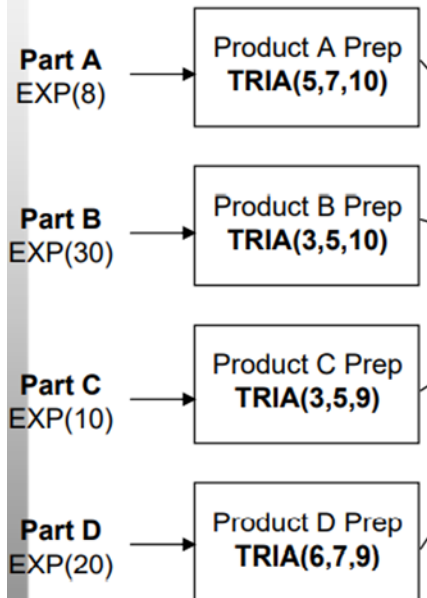 Part A
EXP(8)
Product A Prep
TRIA(5,7,10)
Part B
EXP(30)
Product B Prep
TRIA(3,5,10)
Part C
EXP(10)
Product C Prep
TRIA(3,5,9)
Part D
EXP(20)
Product D Prep
TRIA(6,7,9)